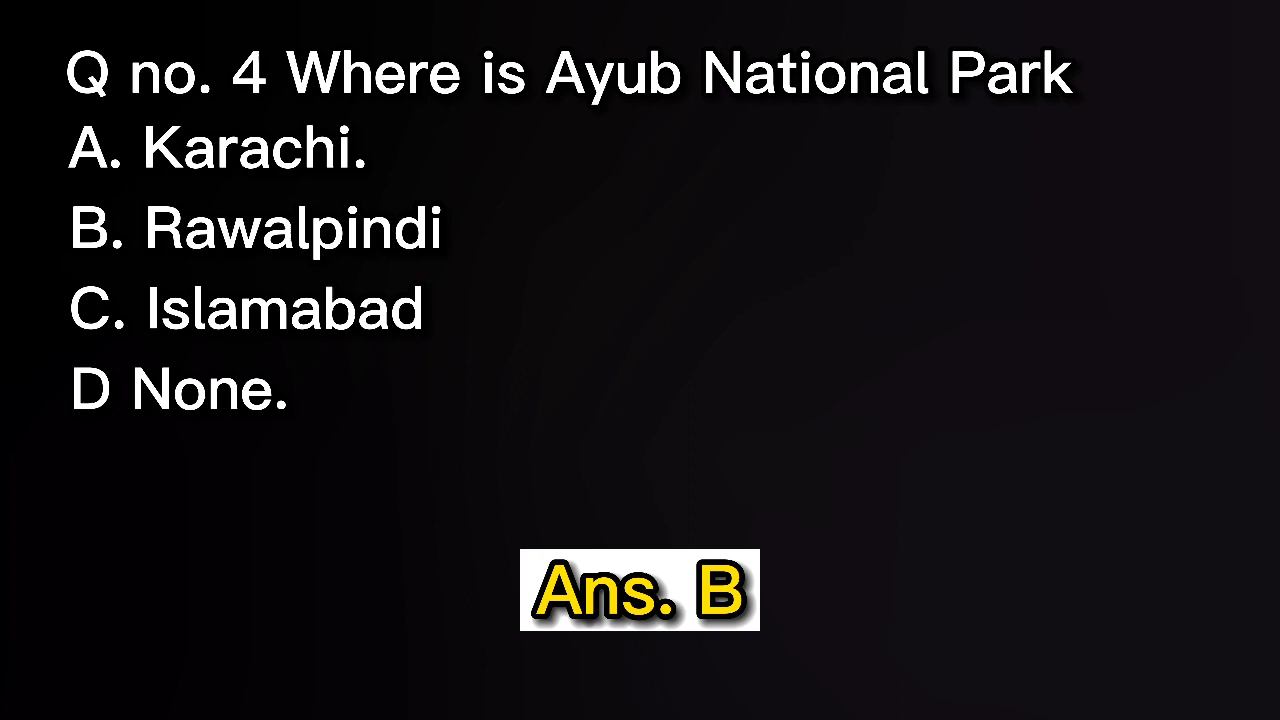 Q no. 4 Where is Ayub National Park
A. Karachi.
B. Rawalpindi
C. Islamabad
D None.
Ans. B